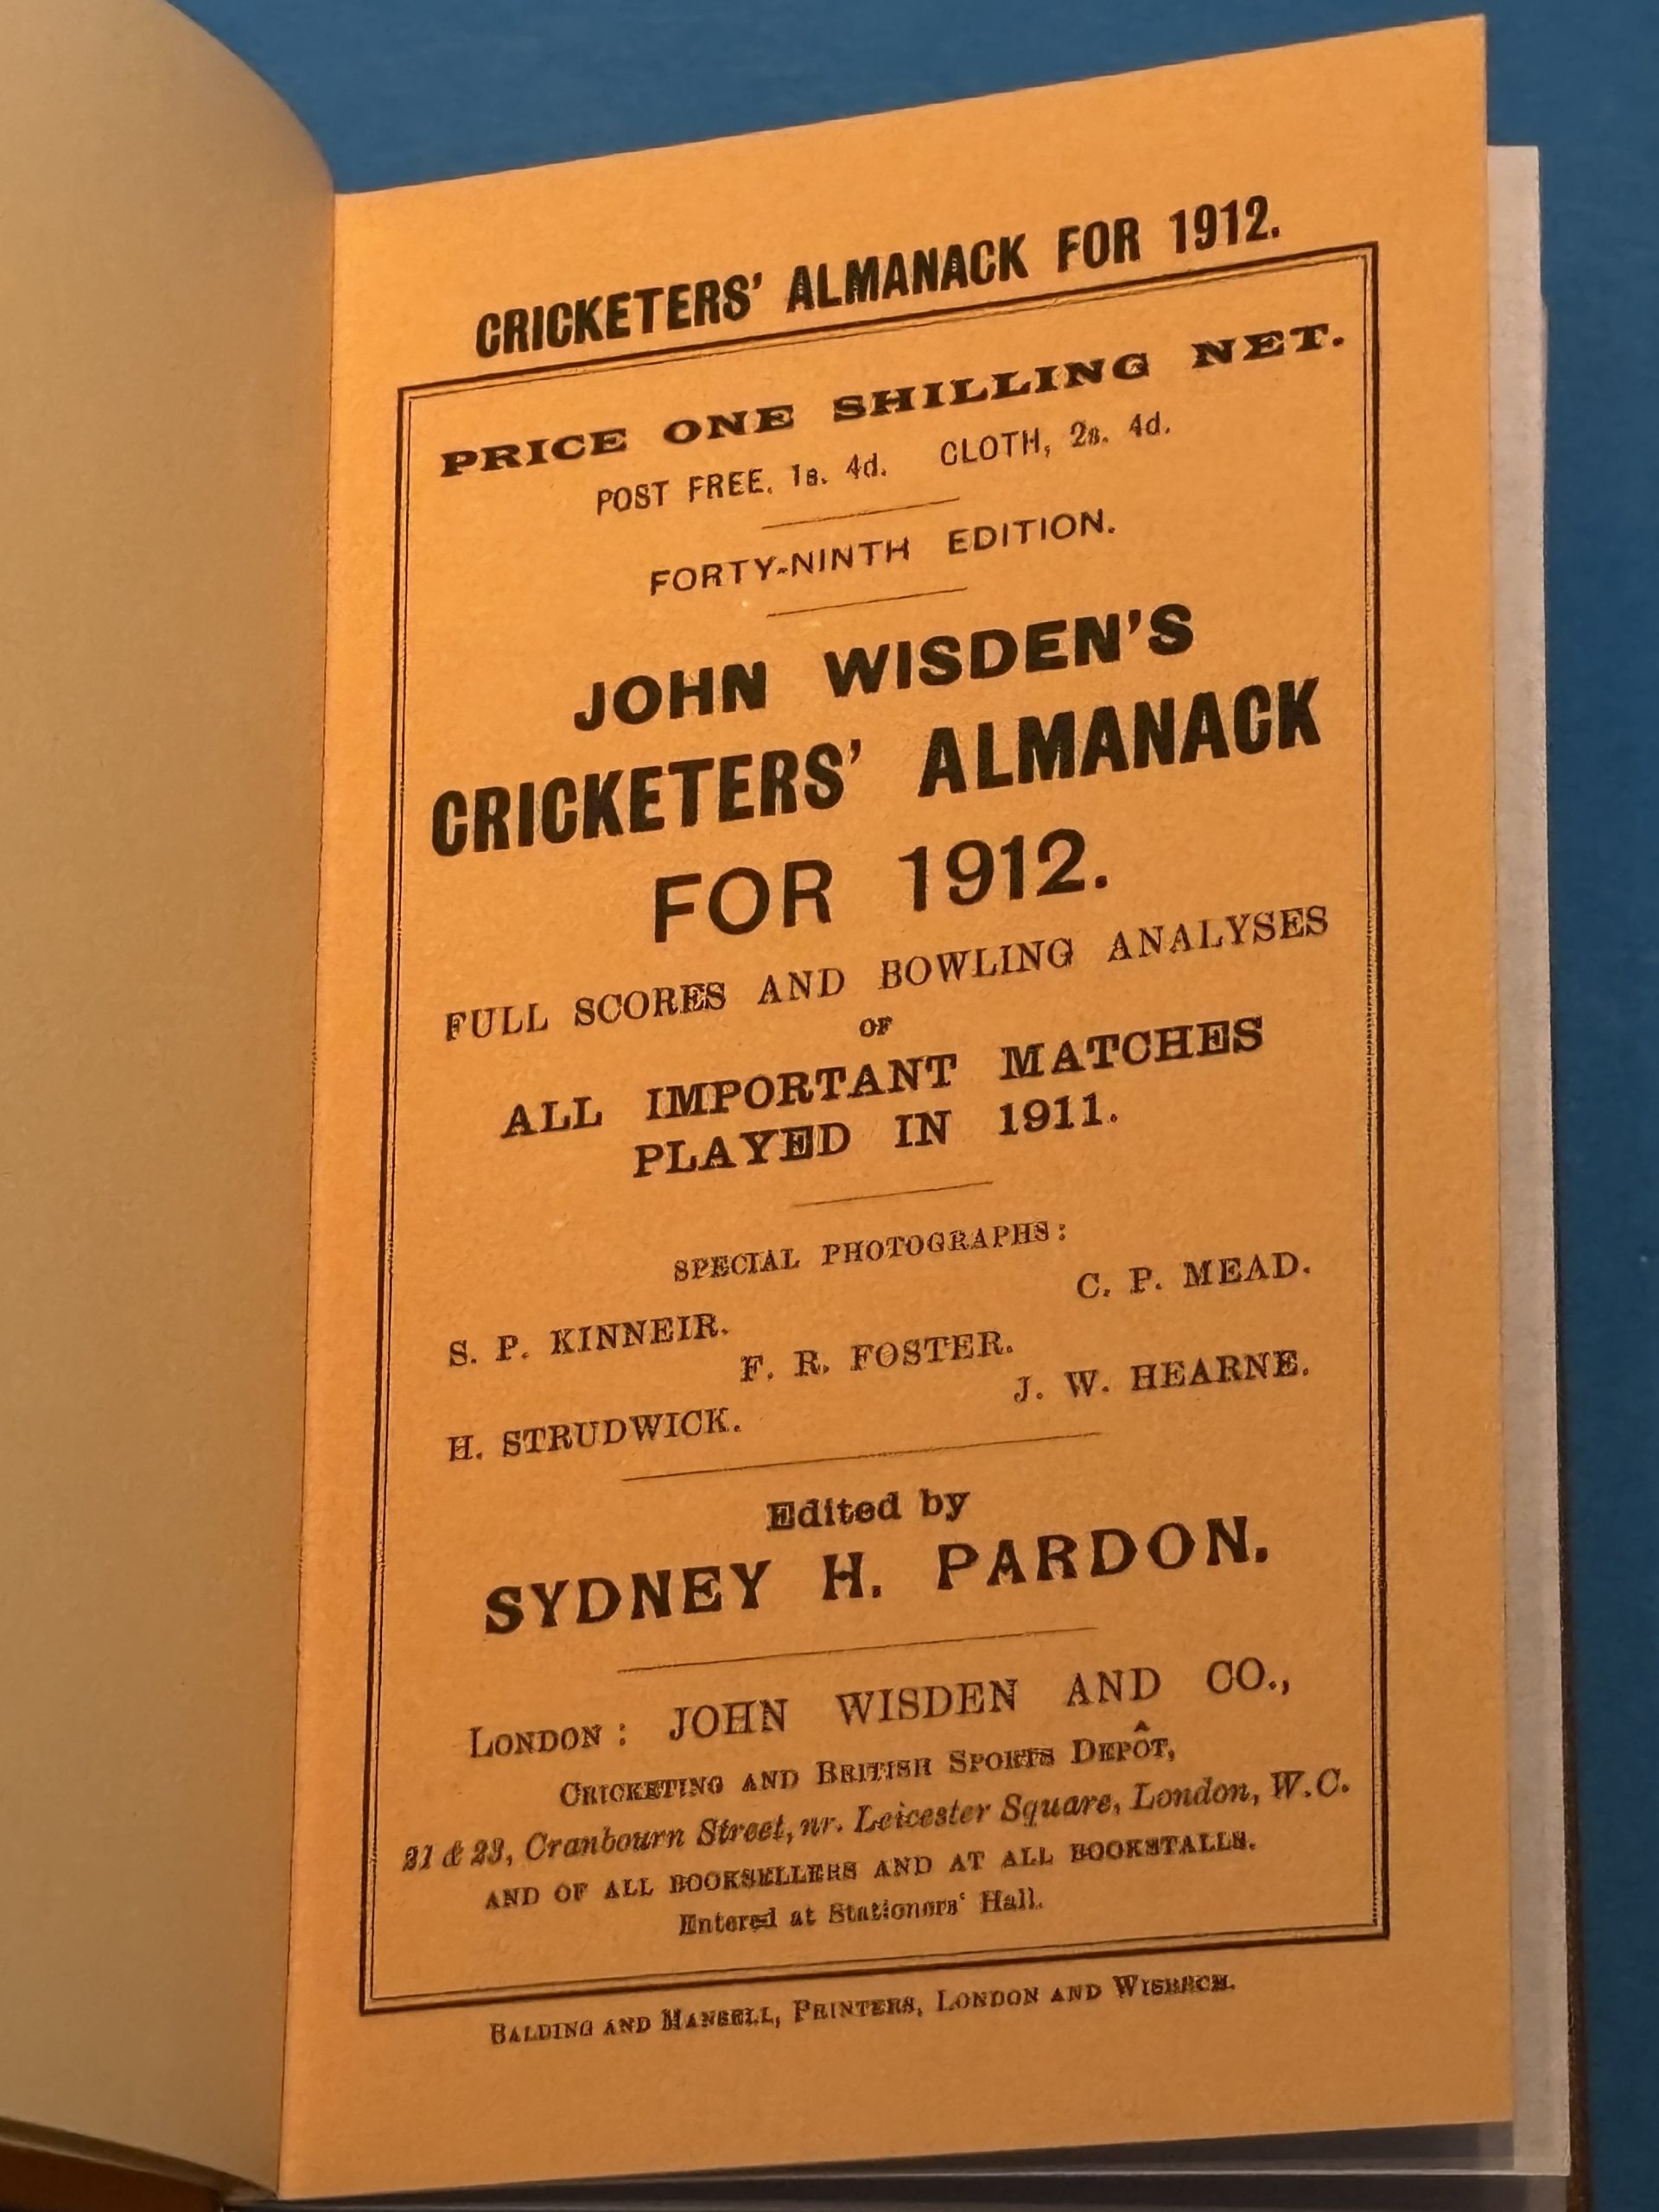 CRICKETERS' ALMANACK FOR 1912.
PRICE ONE SHILLING NET.
POST FREE, 1s. 4d. CLOTH, 2s. 4d.
FORTY-NINTH EDITION.
JOHN WISDEN'S
CRICKETERS' ALMANACK
FOR 1912.
FULL SCORES AND BOWLING ANALYSES
OF
ALL IMPORTANT MATCHES
PLAYED IN 1911.
SPECIAL PHOTOGRAPHS:
S. P. KINNEIR. C. P. MEAD.
F. R. FOSTER.
H. STRUDWICK. J. W. HEARNE.
Edited by
SYDNEY H. PARDON.
LONDON: JOHN WISDEN AND CO.,
CRICKETING AND BRITISH SPORTS DEPÔT,
21 & 23, Cranbourn Street, nr. Leicester Square, London, W.C.
AND OF ALL BOOKSELLERS AND AT ALL BOOKSTALLS.
Entered at Stationers' Hall.
BALDING AND MANSELL, PRINTERS, LONDON AND WISBECH.